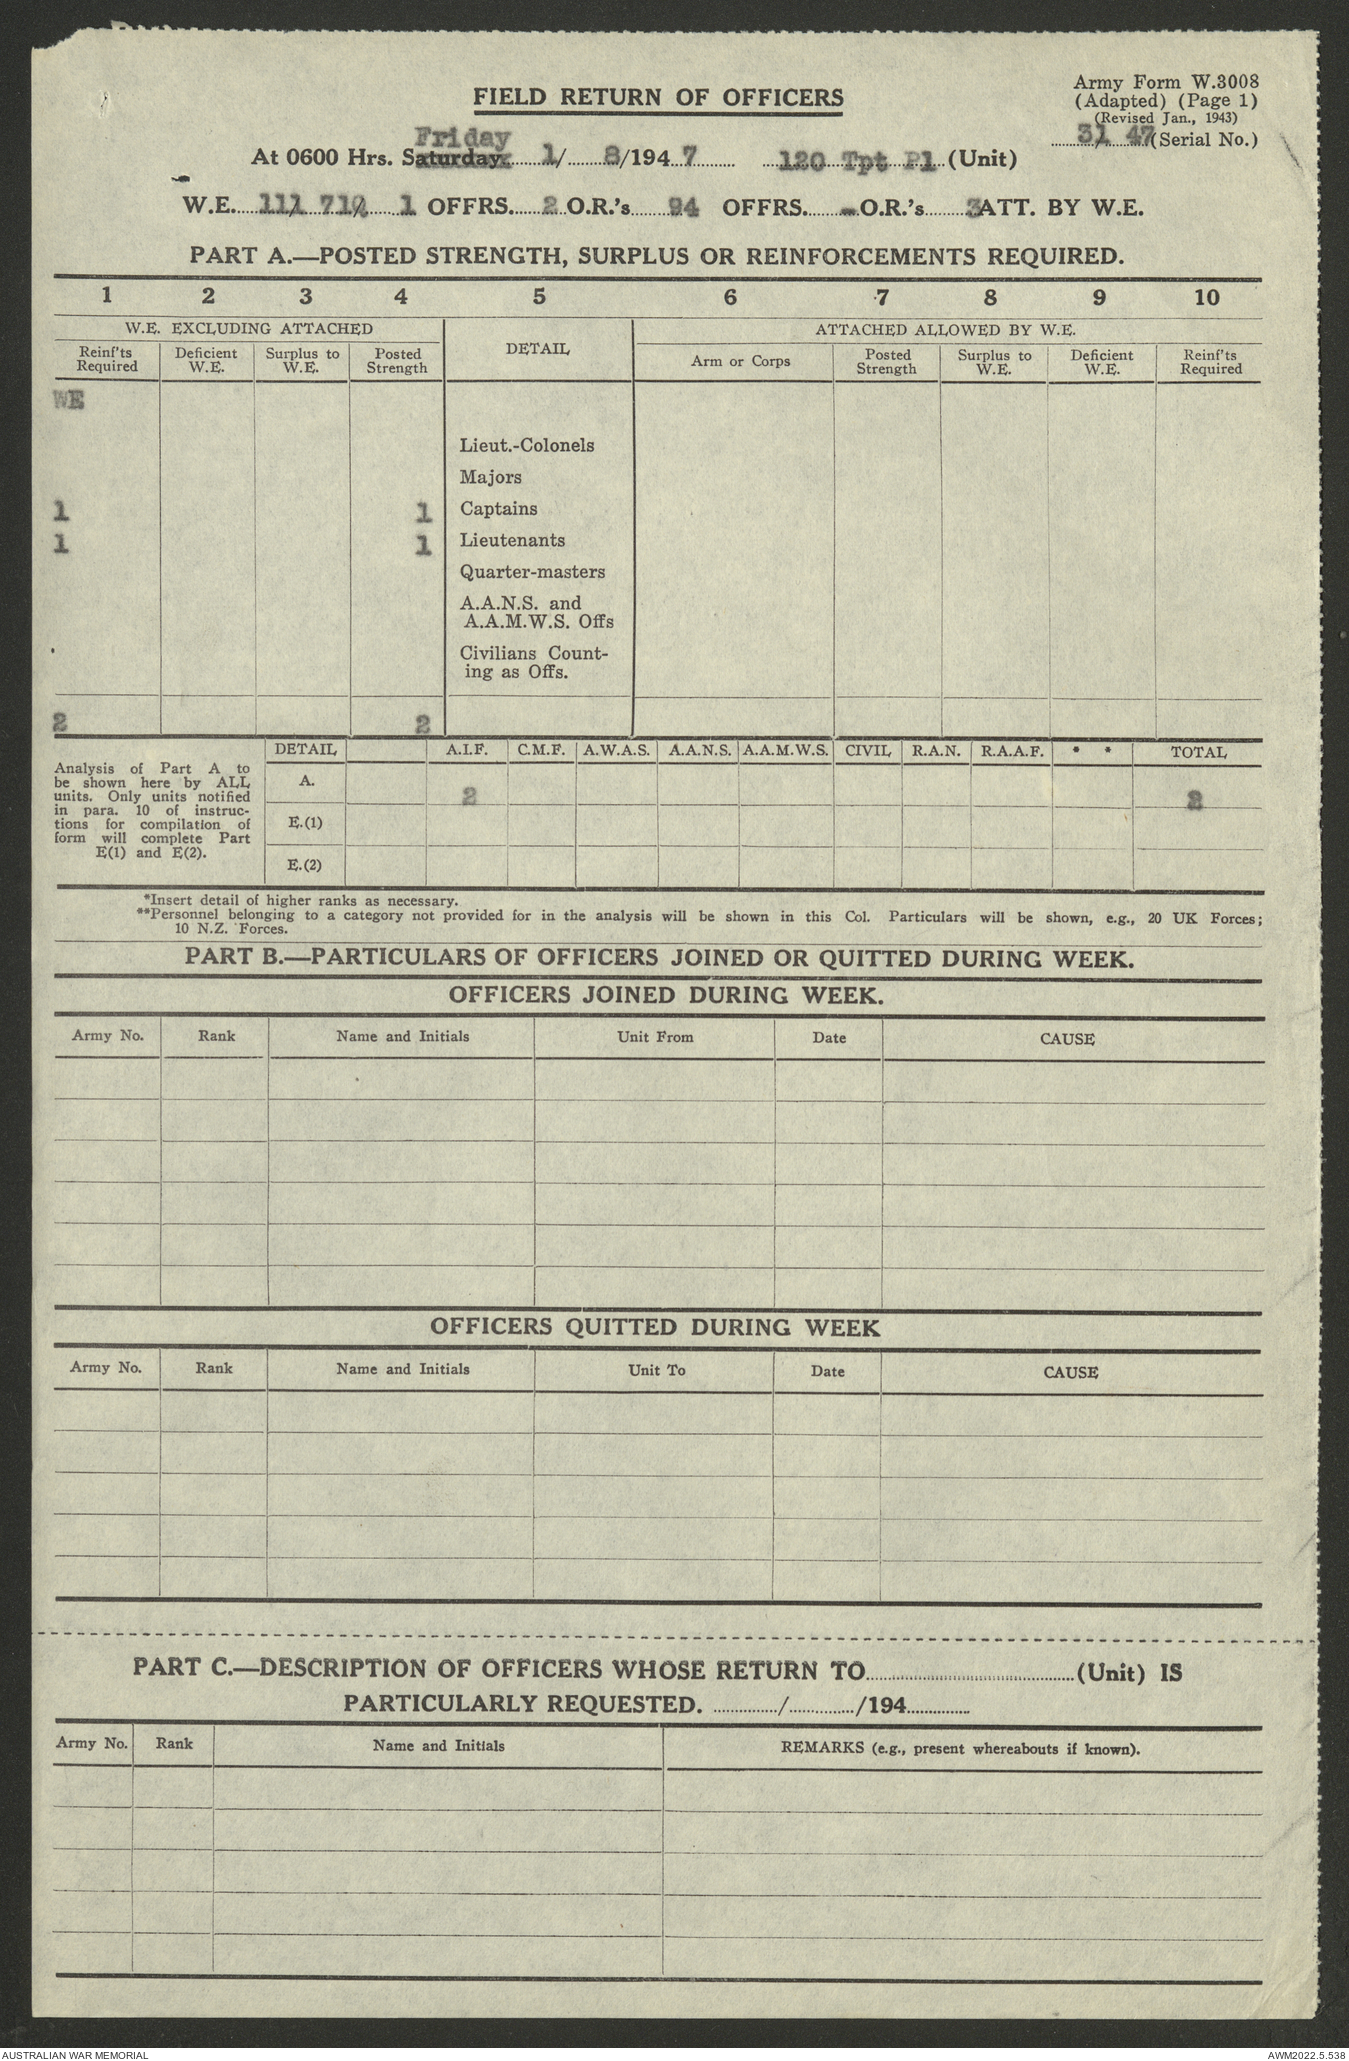 Army Form W.3008
FIELD RETURN OF OFFICERS
(Adapted) (Page 1)
(Revised Jan., 1943)
Friday
31 47 (Serial No.)
At 0600 Hrs. Saturday 1/ 8/194 7 120 Tpt Pl (Unit)
W.E. 111/ 1 OFFRS. 2 O.R.'s 94 OFFRS. - O.R.'s 3 ATT. BY W.E.
PART A.—POSTED STRENGTH, SURPLUS OR REINFORCEMENTS REQUIRED.
1 2 3 4 5 6 7 8 9 10
W.E. EXCLUDING ATTACHED DETAIL ATTACHED ALLOWED BY W.E.
Reinf'ts Required Deficient W.E. Surplus to W.E. Posted Strength Arm or Corps Posted Strength Surplus to W.E. Deficient W.E. Reinf'ts Required
WE
Lieut.-Colonels
Majors
1 1 Captains
1 1 Lieutenants
Quarter-masters
A.A.N.S. and
A.A.M.W.S. Offs
Civilians Count-
ing as Offs.
2 2
DETAIL A.I.F. C.M.F. A.W.A.S. A.A.N.S. A.A.M.W.S. CIVIL R.A.N. R.A.A.F. * * TOTAL
Analysis of Part A to
be shown here by ALL
units. Only units notified
in para. 10 of instruc-
tions for compilation of
form will complete Part
E(1) and E(2).
A. 2 2
E.(1)
E.(2)
*Insert detail of higher ranks as necessary.
**Personnel belonging to a category not provided for in the analysis will be shown in this Col. Particulars will be shown, e.g., 20 UK Forces;
10 N.Z. Forces.
PART B.—PARTICULARS OF OFFICERS JOINED OR QUITTED DURING WEEK.
OFFICERS JOINED DURING WEEK.
Army No. Rank Name and Initials Unit From Date CAUSE
OFFICERS QUITTED DURING WEEK
Army No. Rank Name and Initials Unit To Date CAUSE
PART C.—DESCRIPTION OF OFFICERS WHOSE RETURN TO (Unit) IS
PARTICULARLY REQUESTED. / /194
Army No. Rank Name and Initials REMARKS (e.g., present whereabouts if known).
AUSTRALIAN WAR MEMORIAL AWM2022.5.538